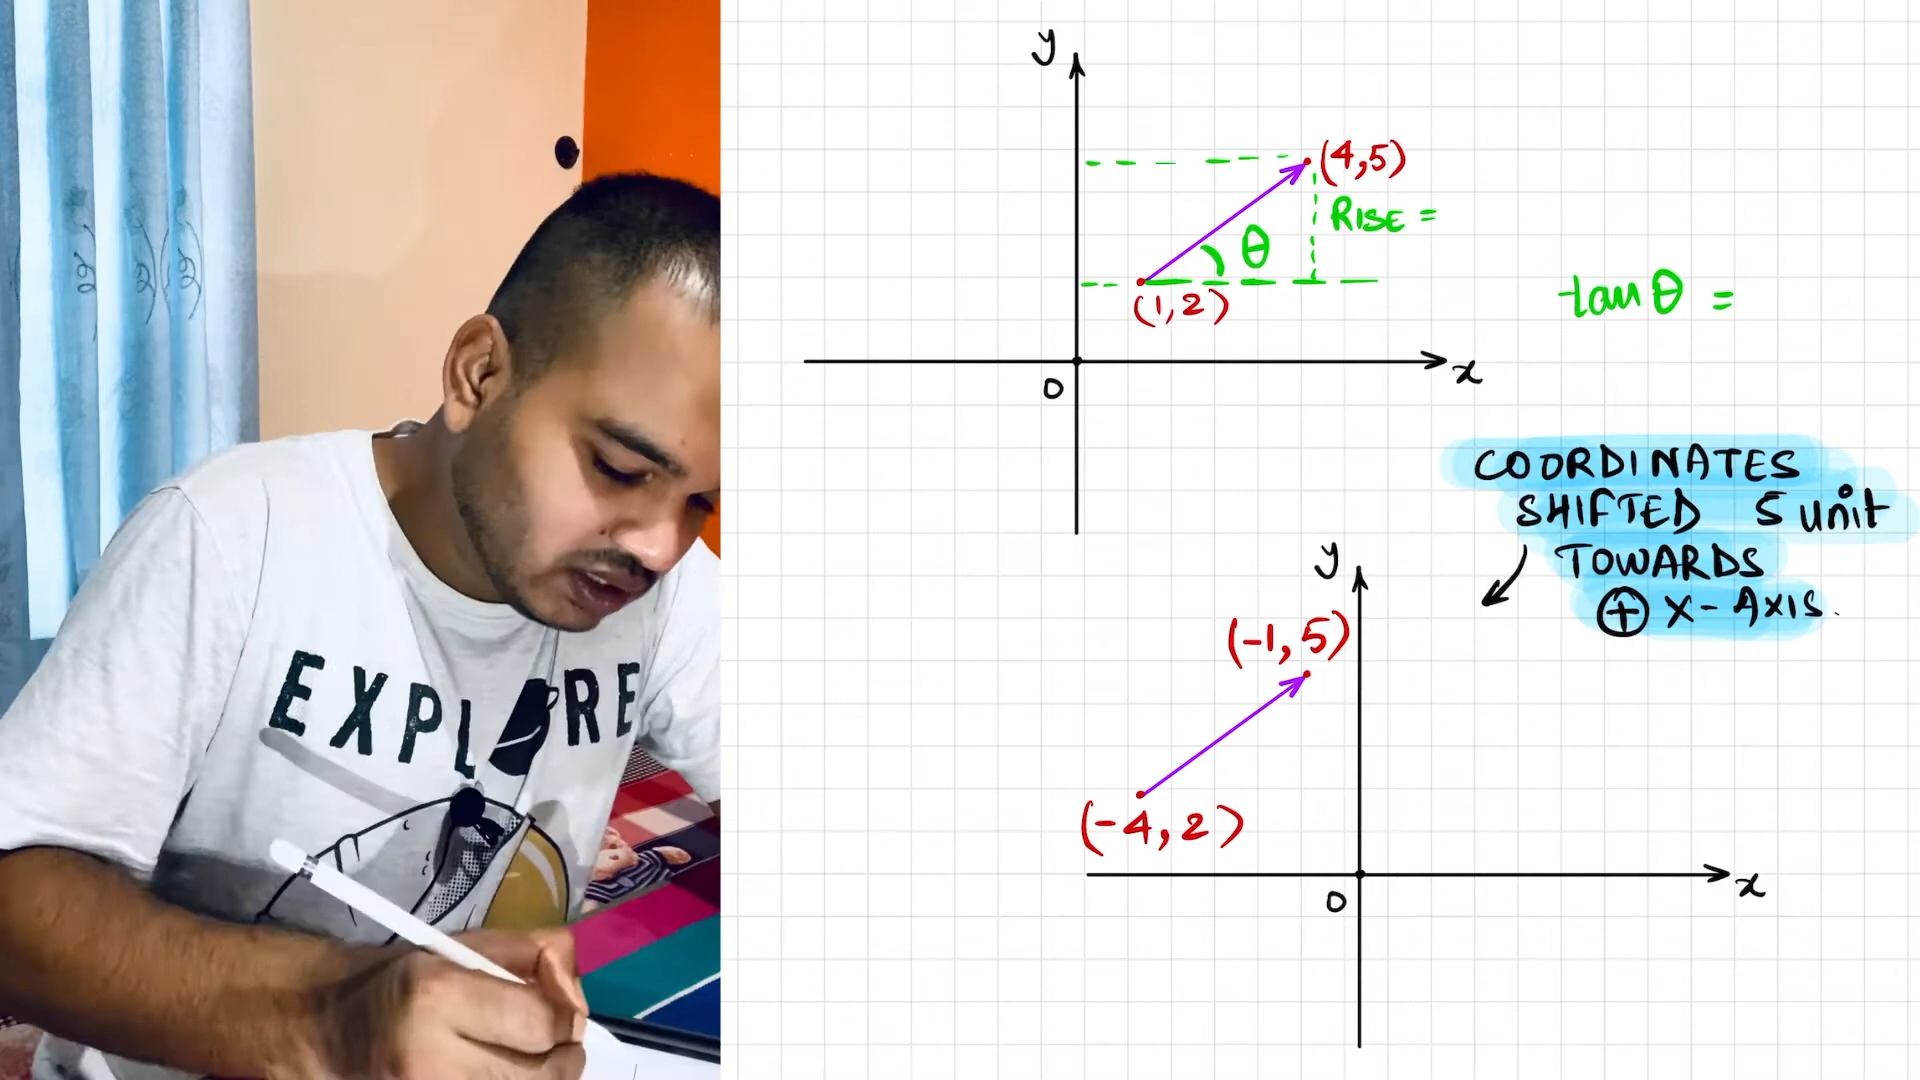 EXPLORE
y
(4,5)
RISE =
θ
(1,2)
tan θ =
x
0
COORDINATES
SHIFTED 5 unit
TOWARDS
⊕ X-AXIS.
y
(-1,5)
(-4,2)
x
0